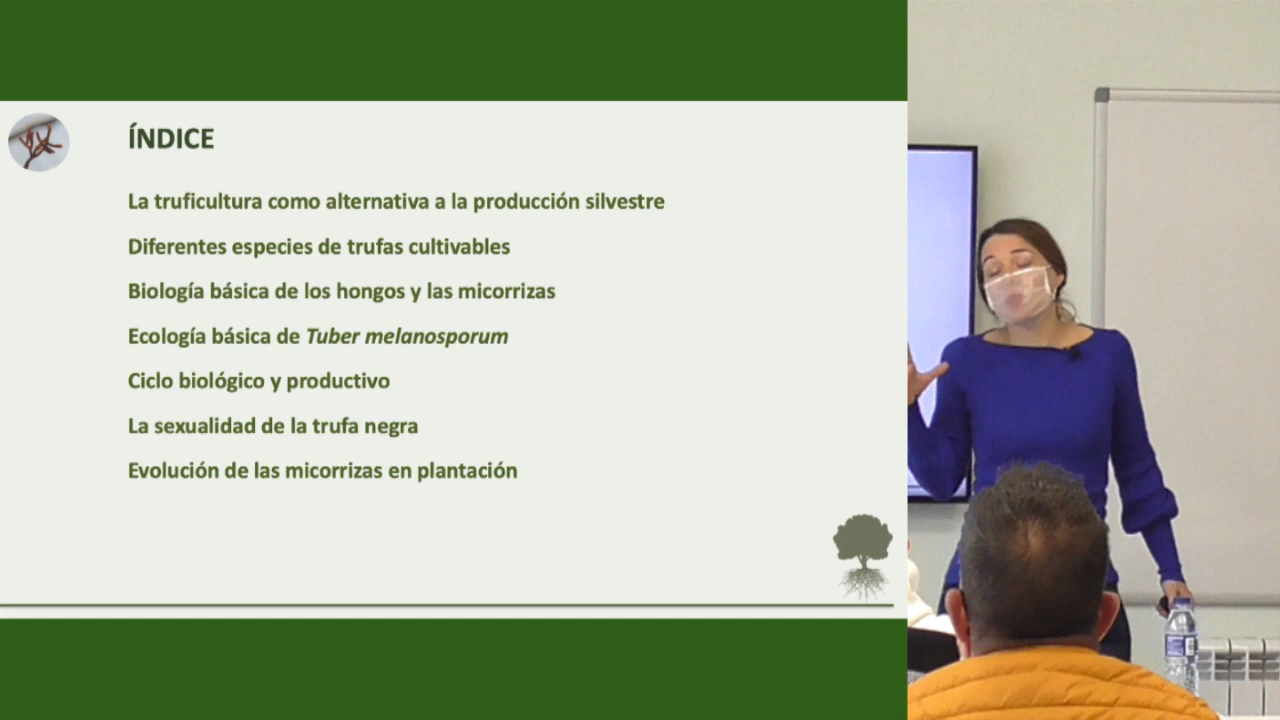 ÍNDICE
La truficultura como alternativa a la producción silvestre
Diferentes especies de trufas cultivables
Biología básica de los hongos y las micorrizas
Ecología básica de Tuber melanosporum
Ciclo biológico y productivo
La sexualidad de la trufa negra
Evolución de las micorrizas en plantación